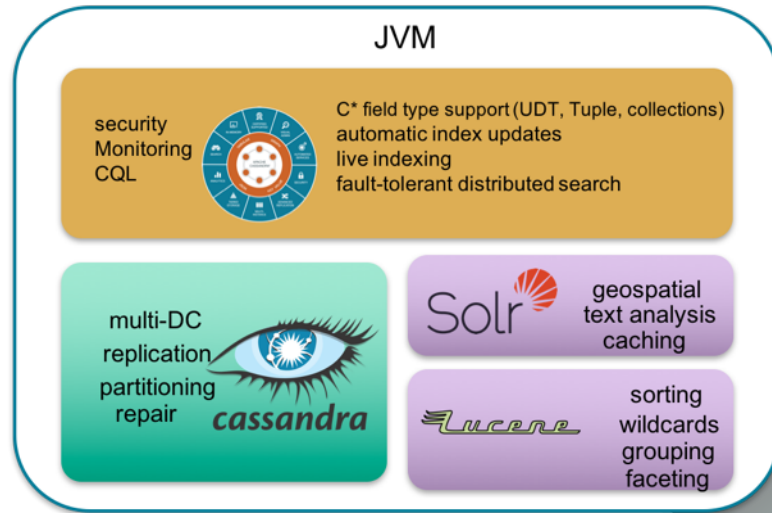 JVM
security
Monitoring
CQL
C* field type support (UDT, Tuple, collections)
automatic index updates
live indexing
fault-tolerant distributed search
multi-DC
replication
partitioning
repair
cassandra
Solr
geospatial
text analysis
caching
Lucene
sorting
wildcards
grouping
faceting